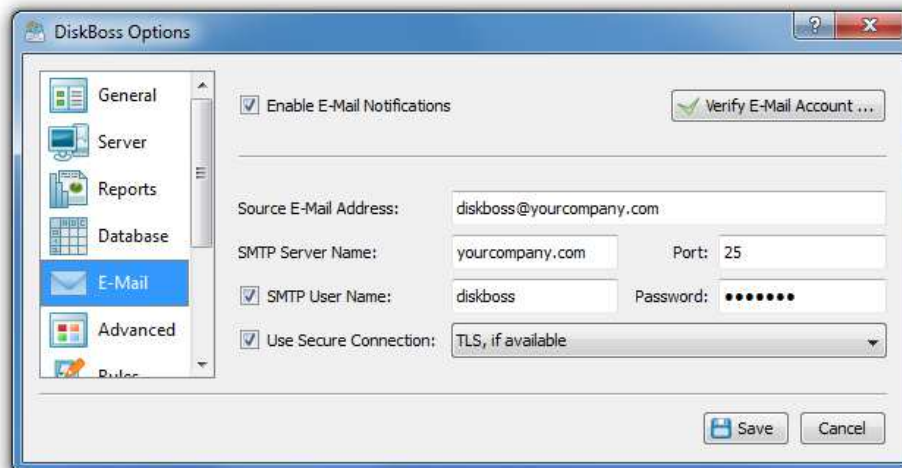 DiskBoss Options
General
Server
Reports
Database
E-Mail
Advanced
Rules
Enable E-Mail Notifications
Verify E-Mail Account ...
Source E-Mail Address: diskboss@yourcompany.com
SMTP Server Name: yourcompany.com Port: 25
SMTP User Name: diskboss Password: •••••••
Use Secure Connection: TLS, if available
Save Cancel